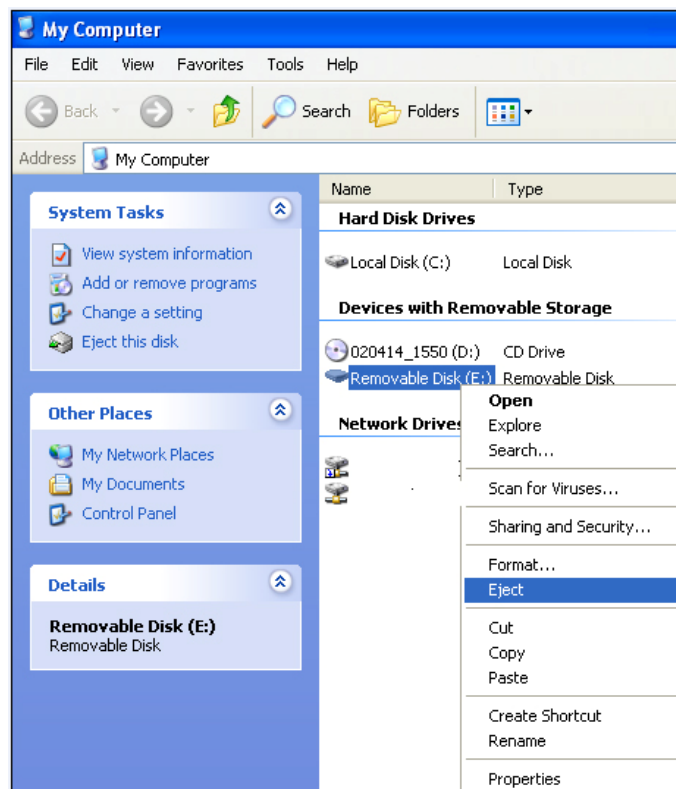 My Computer
File Edit View Favorites Tools Help
Back Search Folders
Address My Computer
System Tasks
View system information
Add or remove programs
Change a setting
Eject this disk
Other Places
My Network Places
My Documents
Control Panel
Details
Removable Disk (E:)
Removable Disk
Name Type
Hard Disk Drives
Local Disk (C:) Local Disk
Devices with Removable Storage
020414_1550 (D:) CD Drive
Removable Disk (E:) Removable Disk
Network Drives
Open
Explore
Search...
Scan for Viruses...
Sharing and Security...
Format...
Eject
Cut
Copy
Paste
Create Shortcut
Rename
Properties